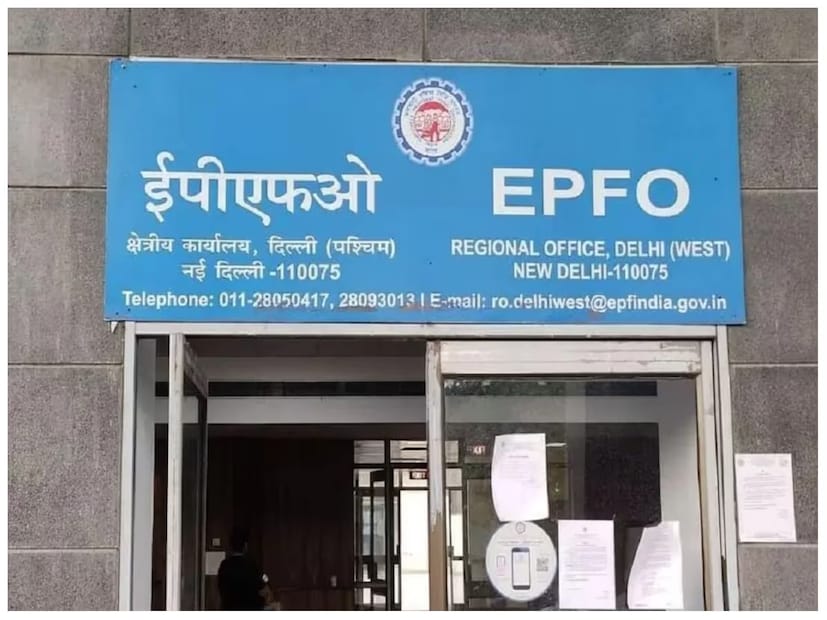 ईपीएफओ
क्षेत्रीय कार्यालय, दिल्ली (पश्चिम)
नई दिल्ली -110075
EPFO
REGIONAL OFFICE, DELHI (WEST)
NEW DELHI-110075
Telephone: 011-28050417, 28093013 | E-mail: ro.delhiwest@epfindia.gov.in